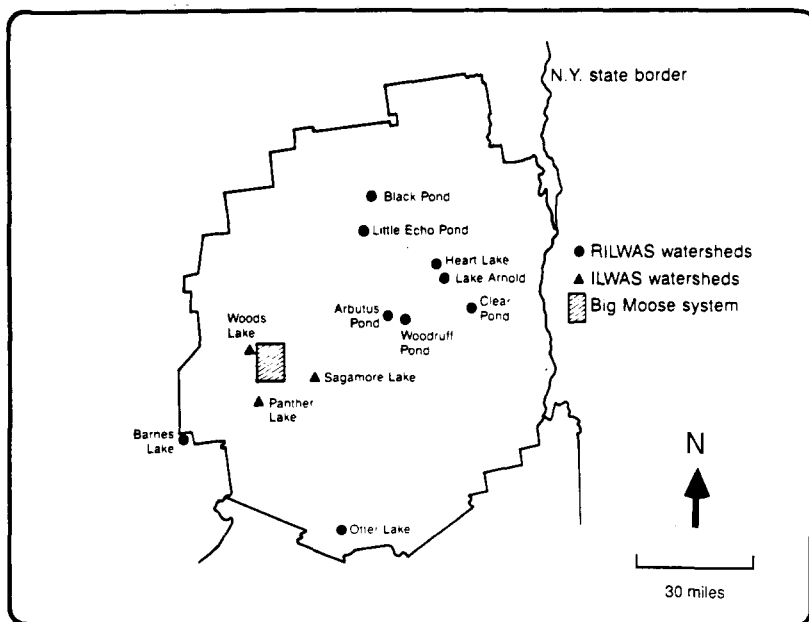 N.Y. state border
Black Pond
Little Echo Pond
Heart Lake
Lake Arnold
RILWAS watersheds
ILWAS watersheds
Big Moose system
Clear
Pond
Arbutus
Pond
Woodruff
Pond
Woods
Lake
Sagamore Lake
Panther
Lake
Barnes
Lake
Otter Lake
N
30 miles